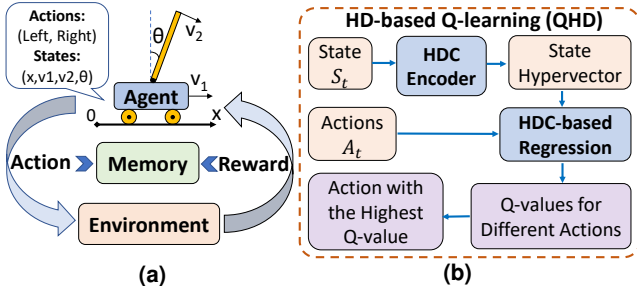 Actions:
(Left, Right)
States:
(x,v1,v2,θ)
θ
v₂
v₁
Agent
0
x
Action
Memory
Reward
Environment
(a)
HD-based Q-learning (QHD)
State
Sₜ
HDC
Encoder
State
Hypervector
Actions
Aₜ
HDC-based
Regression
Action with
the Highest
Q-value
Q-values for
Different Actions
(b)